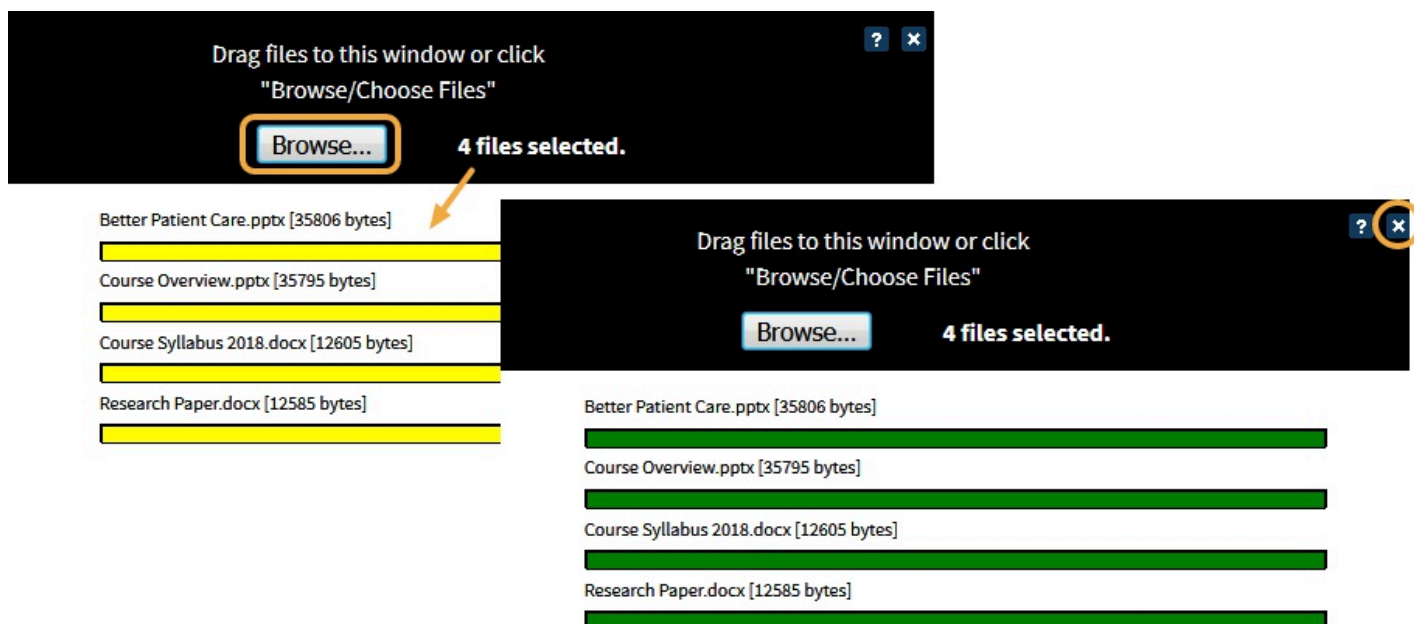 Drag files to this window or click
"Browse/Choose Files"
? ×
Browse...
4 files selected.
Better Patient Care.pptx [35806 bytes]
Course Overview.pptx [35795 bytes]
Course Syllabus 2018.docx [12605 bytes]
Research Paper.docx [12585 bytes]
Drag files to this window or click
"Browse/Choose Files"
? ×
Browse...
4 files selected.
Better Patient Care.pptx [35806 bytes]
Course Overview.pptx [35795 bytes]
Course Syllabus 2018.docx [12605 bytes]
Research Paper.docx [12585 bytes]